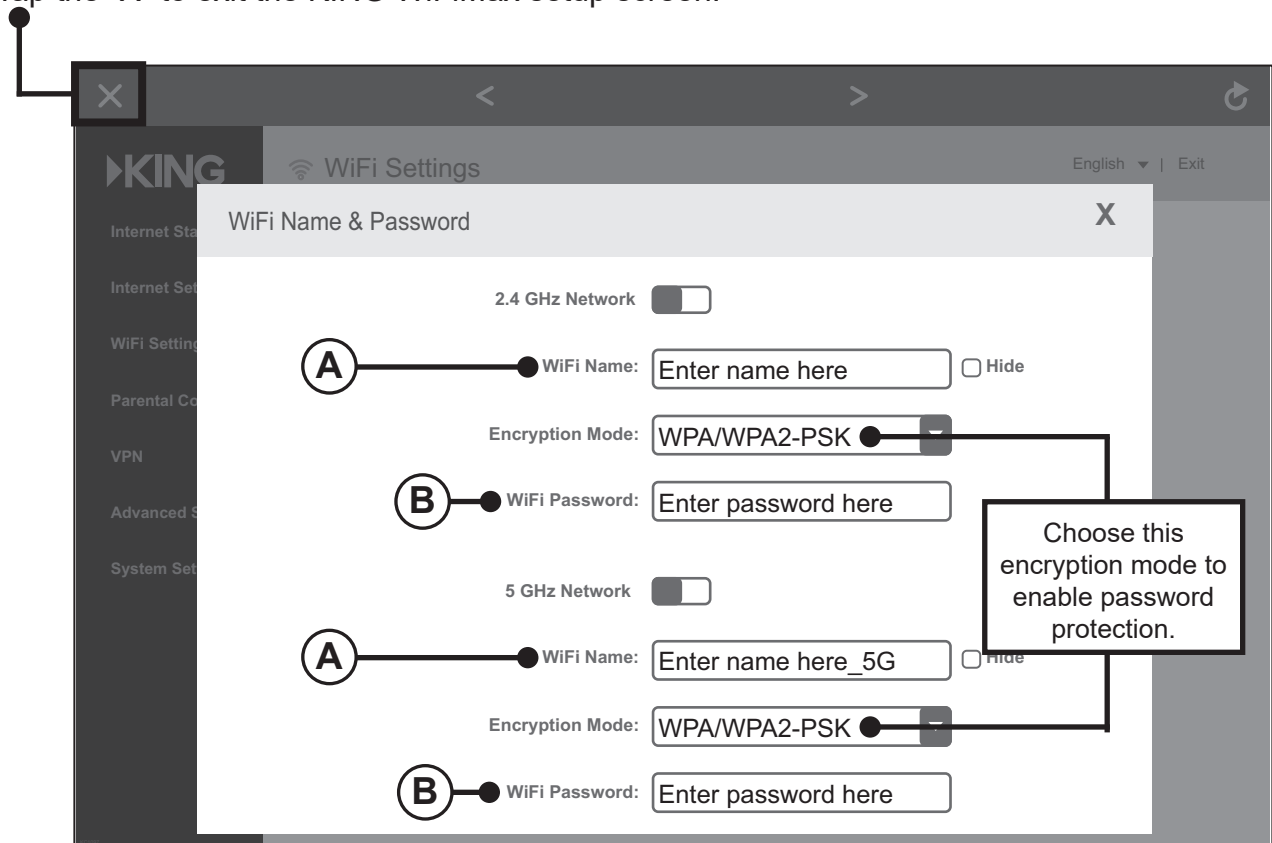 the "X" to exit the KING WiFiMax setup screen.
X < >
KING
WiFi Settings
English ▼ | Exit
WiFi Name & Password X
Internet Sta
Internet Set
WiFi Setting
Parental Co
VPN
Advanced S
System Set
2.4 GHz Network
A WiFi Name: Enter name here Hide
Encryption Mode: WPA/WPA2-PSK
B WiFi Password: Enter password here
Choose this
encryption mode to
enable password
protection.
5 GHz Network
A WiFi Name: Enter name here_5G Hide
Encryption Mode: WPA/WPA2-PSK
B WiFi Password: Enter password here